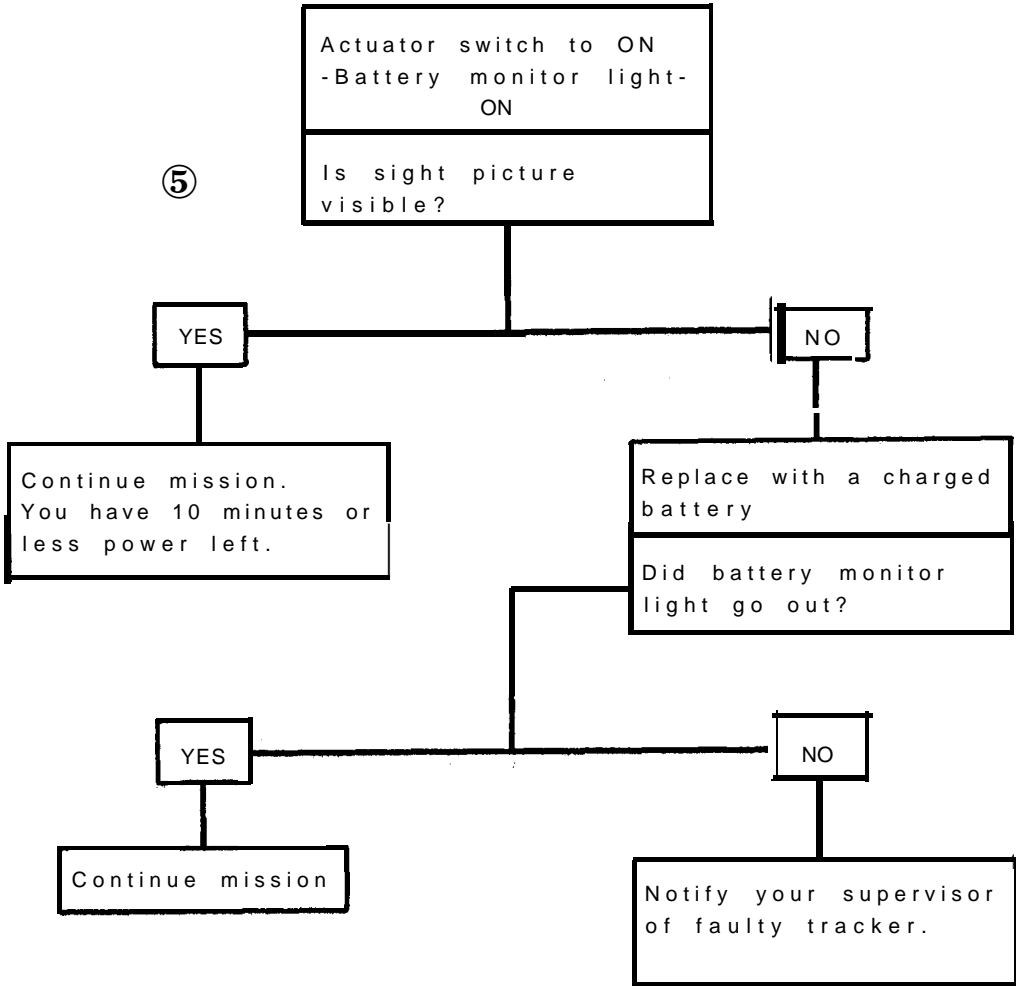 Actuator switch to ON
-Battery monitor light-
ON
⑤
Is sight picture
visible?
YES
NO
Continue mission.
You have 10 minutes or
less power left.
Replace with a charged
battery
Did battery monitor
light go out?
YES
NO
Continue mission
Notify your supervisor
of faulty tracker.